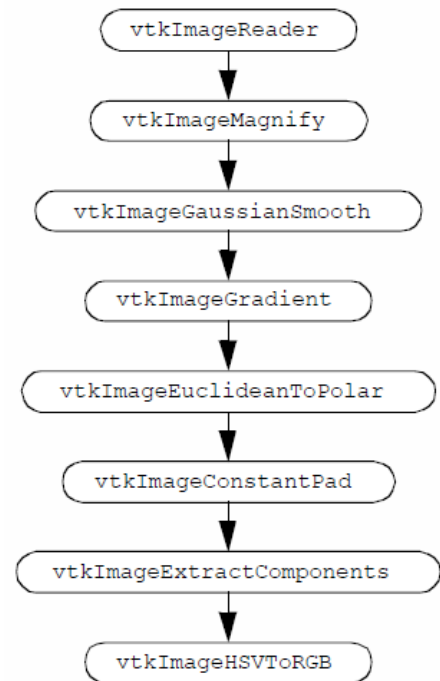 vtkImageReader
vtkImageMagnify
vtkImageGaussianSmooth
vtkImageGradient
vtkImageEuclideanToPolar
vtkImageConstantPad
vtkImageExtractComponents
vtkImageHSVToRGB